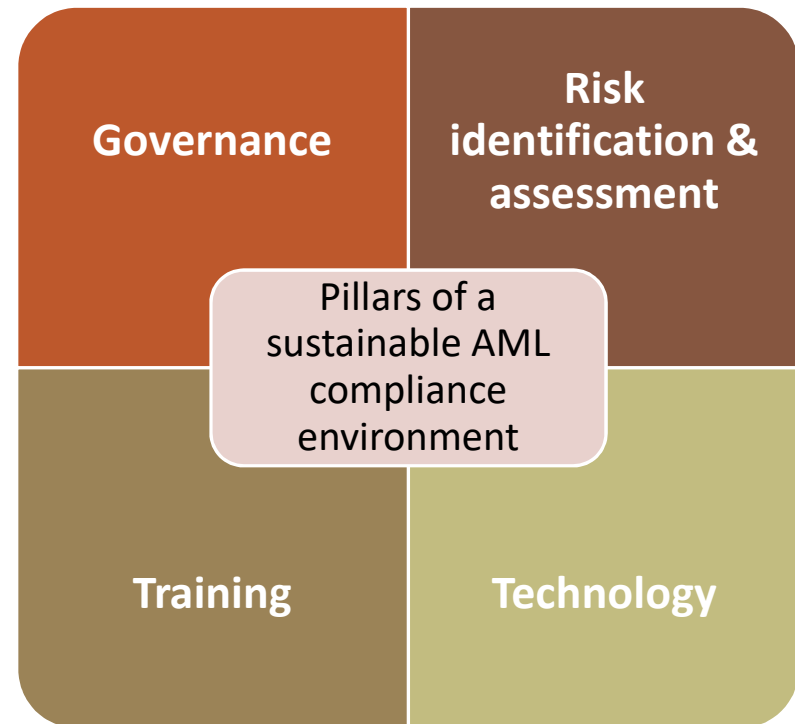 Governance
Risk
identification &
assessment
Pillars of a
sustainable AML
compliance
environment
Training
Technology